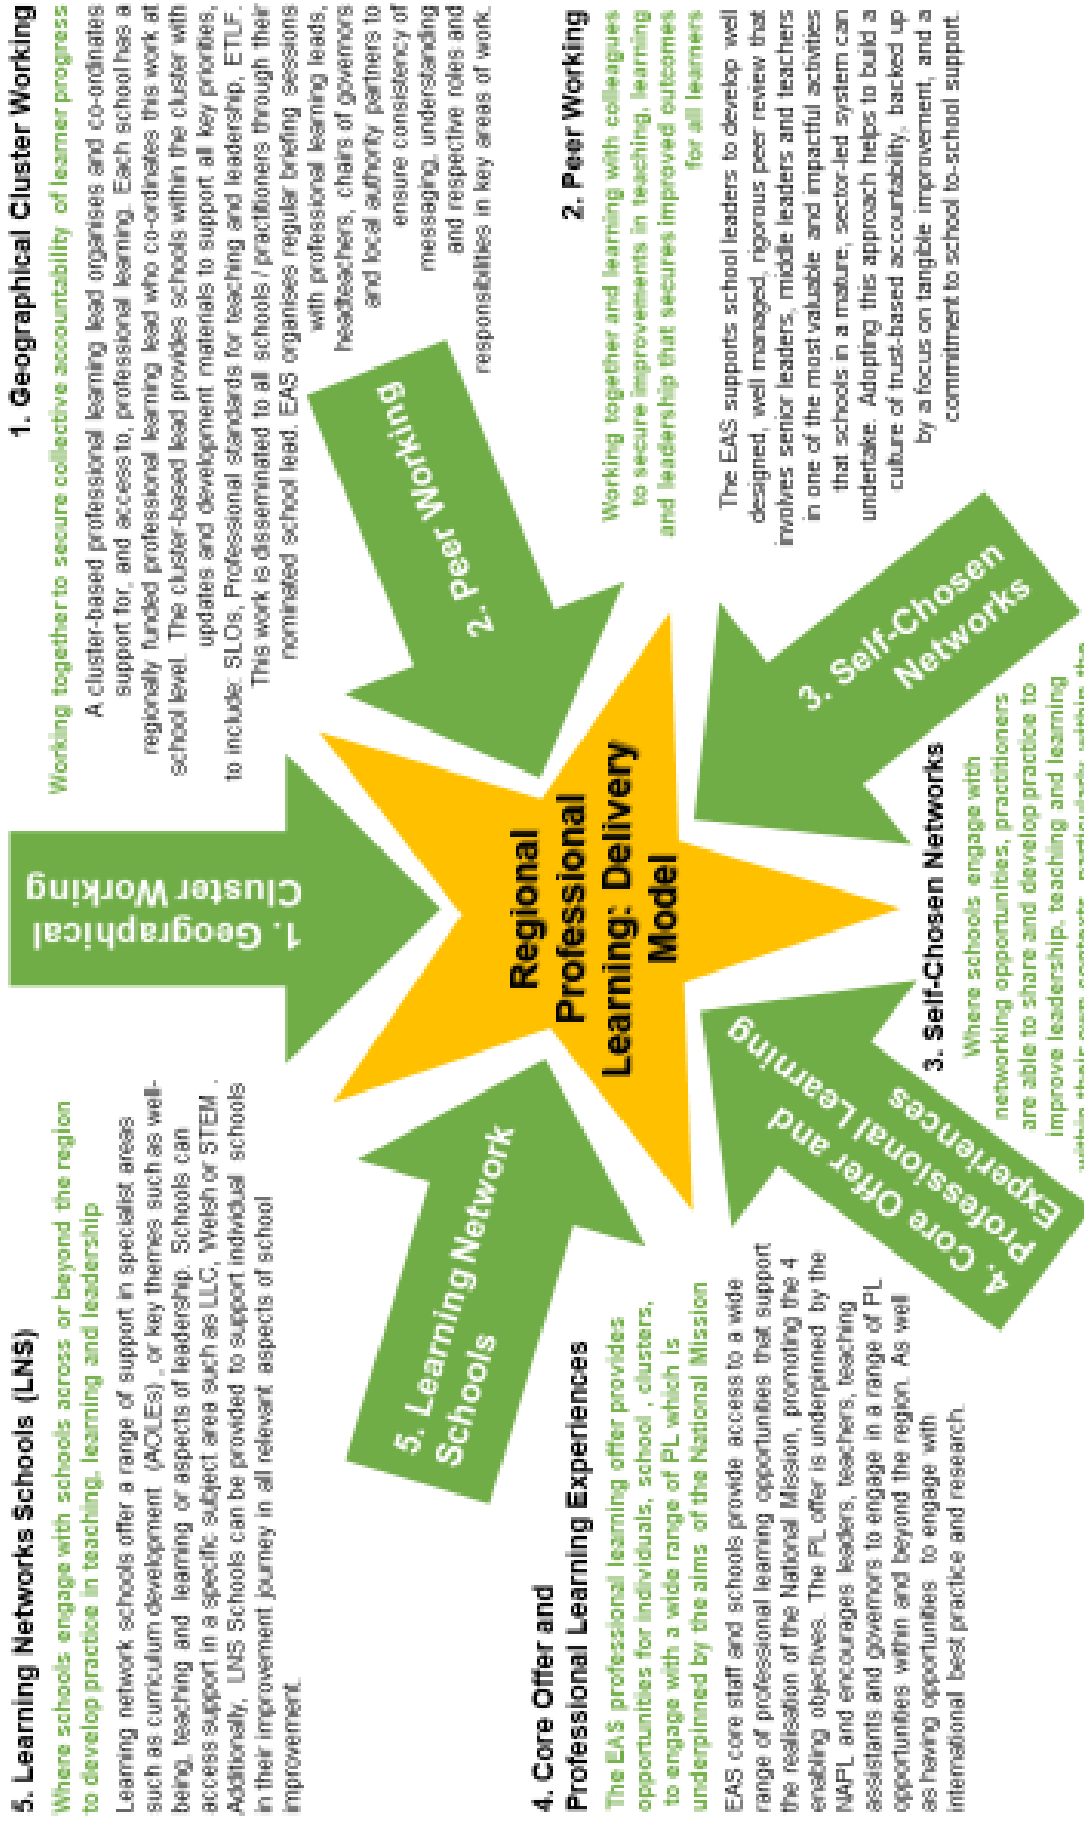 5. Learning Networks Schools (LNS)
Where schools engage with schools across or beyond the region
to develop practice in teaching, learning and leadership
Learning network schools offer a range of support in specialist areas
such as curriculum development (AOLEs) , or key themes such as well-
being, teaching and learning or aspects of leadership. Schools can
access support in a specific subject area such as LLC, Welsh or STEM .
Additionally, LNS Schools can be provided to support individual schools
in their improvement journey in all relevant aspects of school
improvement.
1. Geographical
Cluster Working
1. Geographical Cluster Working
Working together to secure collective accountability of learner progress
A cluster-based professional learning lead organises and co-ordinates
support for, and access to, professional learning. Each school has a
regionally funded professional learning lead who co-ordinates this work at
school level. The cluster-based lead provides schools within the cluster with
updates and development materials to support all key priorities,
to include: SLOs, Professional standards for teaching and leadership, ETLF.
This work is disseminated to all schools / practitioners through their
nominated school lead. EAS organises regular briefing sessions
with professional learning leads,
headteachers, chairs of governors
and local authority partners to
ensure consistency of
messaging, understanding
and respective roles and
responsibilities in key areas of work.
5. Learning Network
Schools
2. Peer Working
Regional
Professional
Learning: Delivery
Model
4. Core Offer and
Professional Learning Experiences
The EAS professional learning offer provides
opportunities for individuals, school , clusters,
to engage with a wide range of PL which is
underpinned by the aims of the National Mission
EAS core staff and schools provide access to a wide
range of professional learning opportunities that support
the realisation of the National Mission, promoting the 4
enabling objectives. The PL offer is underpinned by the
NAPL and encourages leaders, teachers, teaching
assistants and governors to engage in a range of PL
opportunities within and beyond the region. As well
as having opportunities to engage with
international best practice and research.
2. Peer Working
Working together and learning with colleagues
to secure improvements in teaching, learning
and leadership that secures improved outcomes
for all learners
The EAS supports school leaders to develop well
designed, well managed, rigorous peer review that
involves senior leaders, middle leaders and teachers
in one of the most valuable and impactful activities
that schools in a mature, sector-led system can
undertake. Adopting this approach helps to build a
culture of trust-based accountability, backed up
by a focus on tangible improvement, and a
commitment to school to-school support.
4. Core Offer and
Professional Learning
Experiences
3. Self-Chosen
Networks
3. Self-Chosen Networks
Where schools engage with
networking opportunities, practitioners
are able to share and develop practice to
improve leadership, teaching and learning
within their own contexts, particularly within the